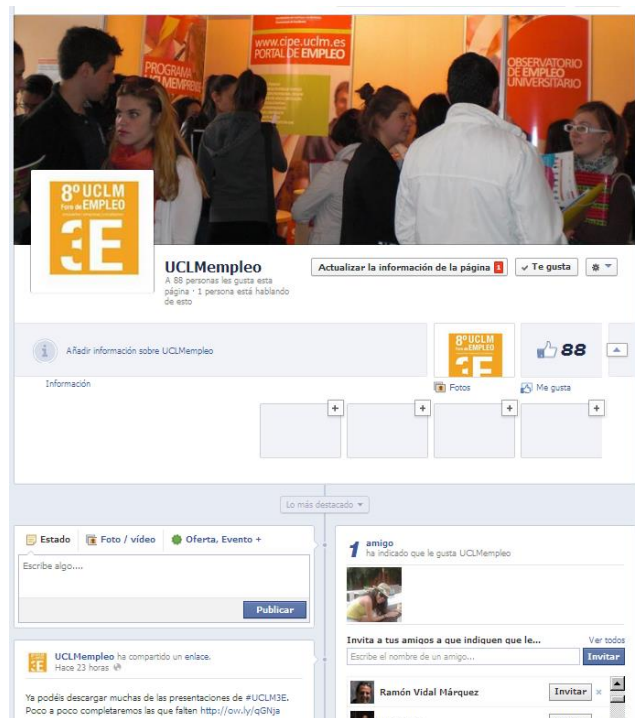 www.cipe.uclm.es
PORTAL DE EMPLEO
PROGRAMA
UCLMEMPRENDE
OBSERVATORIO
DE EMPLEO
UNIVERSITARIO
8º UCLM
Foro de EMPLEO
3E
UCLMempleo
A 88 personas les gusta esta
página · 1 persona está hablando
de esto
Actualizar la información de la página 1
Te gusta
Añadir información sobre UCLMempleo
Información
8º UCLM
Foro de EMPLEO
3E
Fotos
88
Me gusta
Lo más destacado
Estado Foto / vídeo Oferta, Evento +
Escribe algo....
Publicar
UCLMempleo ha compartido un enlace.
Hace 23 horas
Ya podéis descargar muchas de las presentaciones de #UCLM3E.
Poco a poco completaremos las que falten http://ow.ly/qGNja
1 amigo
ha indicado que le gusta UCLMempleo
Invita a tus amigos a que indiquen que le... Ver todos
Escribe el nombre de un amigo... Invitar
Ramón Vidal Márquez Invitar ×